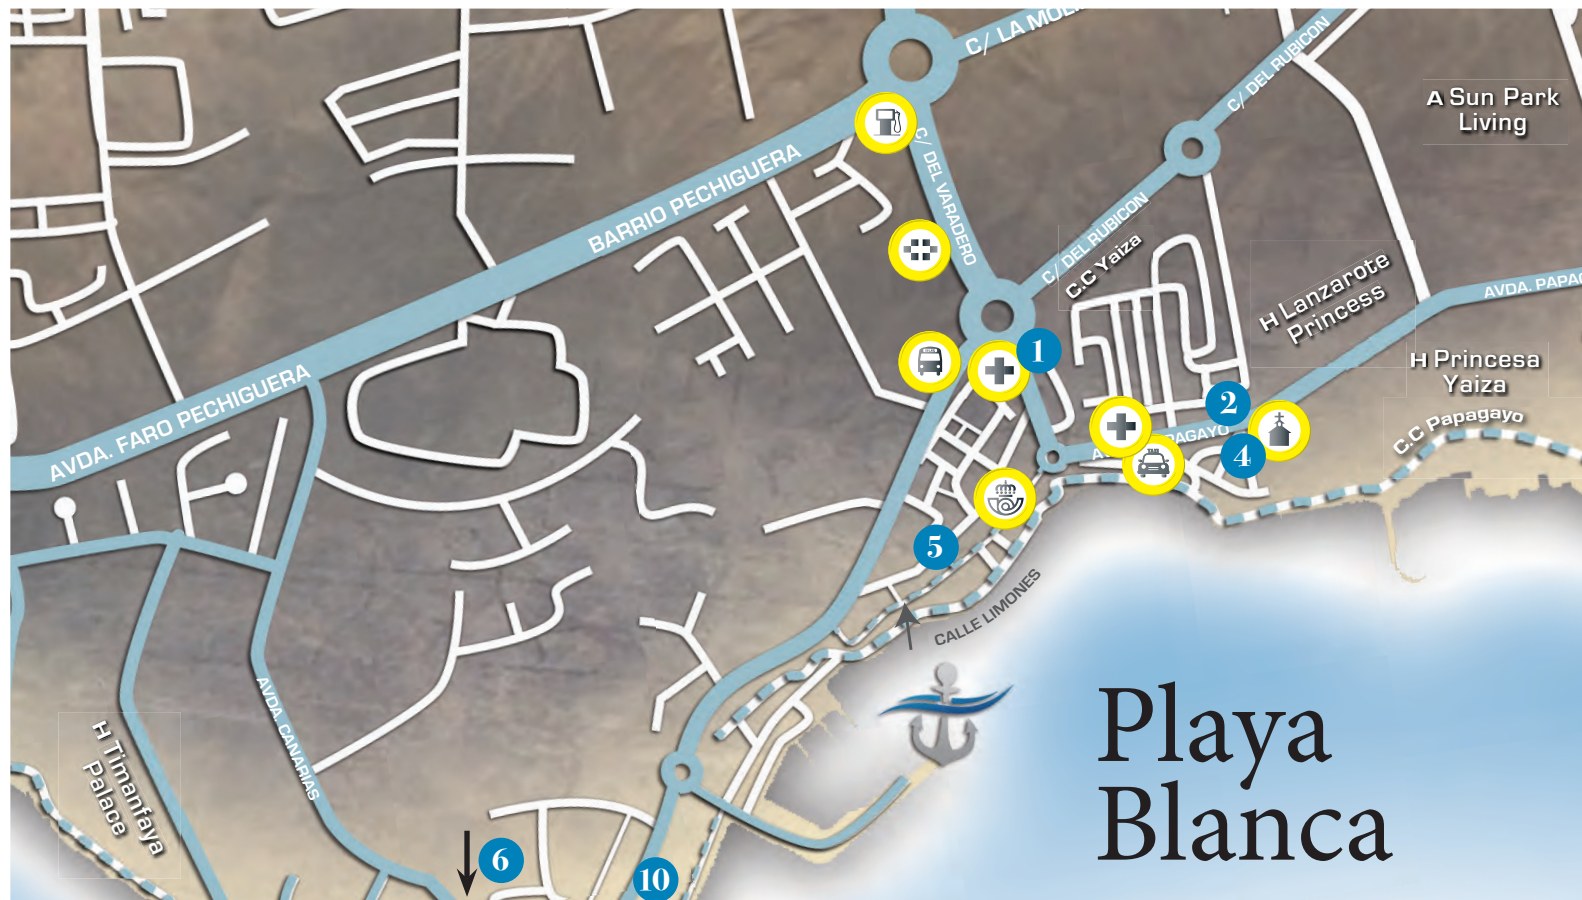 C/ LA MOL
C/ DEL RUBICON
A Sun Park
Living
BARRIO PECHIGUERA
C/ DEL VARADERO
C/ DEL RUBICON
C.C Yaiza
H Lanzarote
Princess
AVDA. PAPAG
H Princesa
Yaiza
C.C Papagayo
AVDA. FARO PECHIGUERA
1
2
4
5
TAXI
CALLE LIMONES
AVDA. CANARIAS
H Timanfaya
Palace
6
10
Playa
Blanca